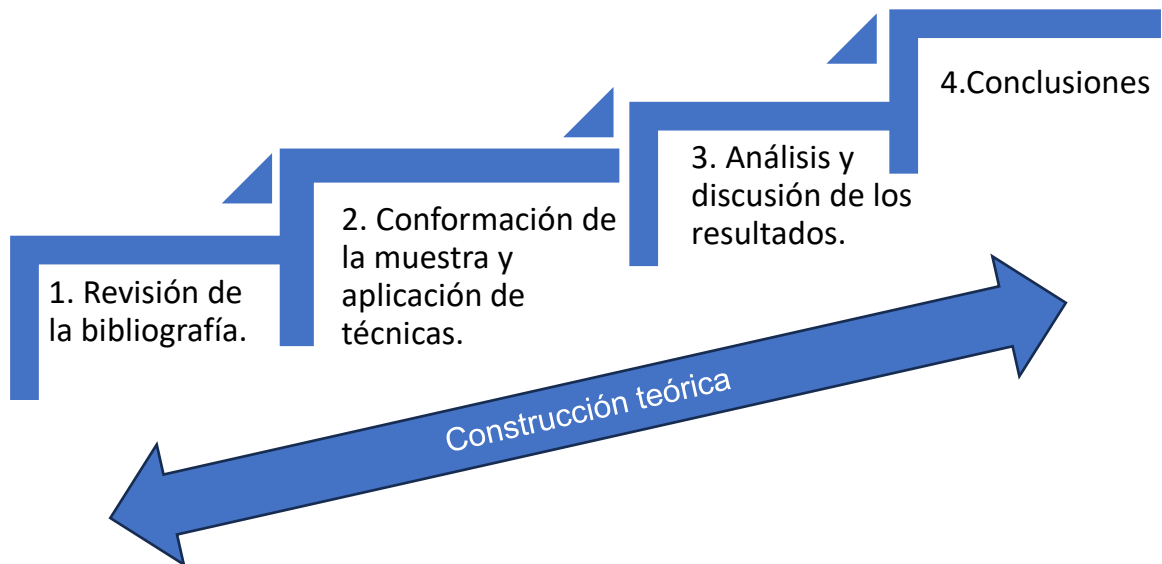 1. Revisión de
la bibliografía.
2. Conformación de
la muestra y
aplicación de
técnicas.
3. Análisis y
discusión de los
resultados.
4.Conclusiones
Construcción teórica